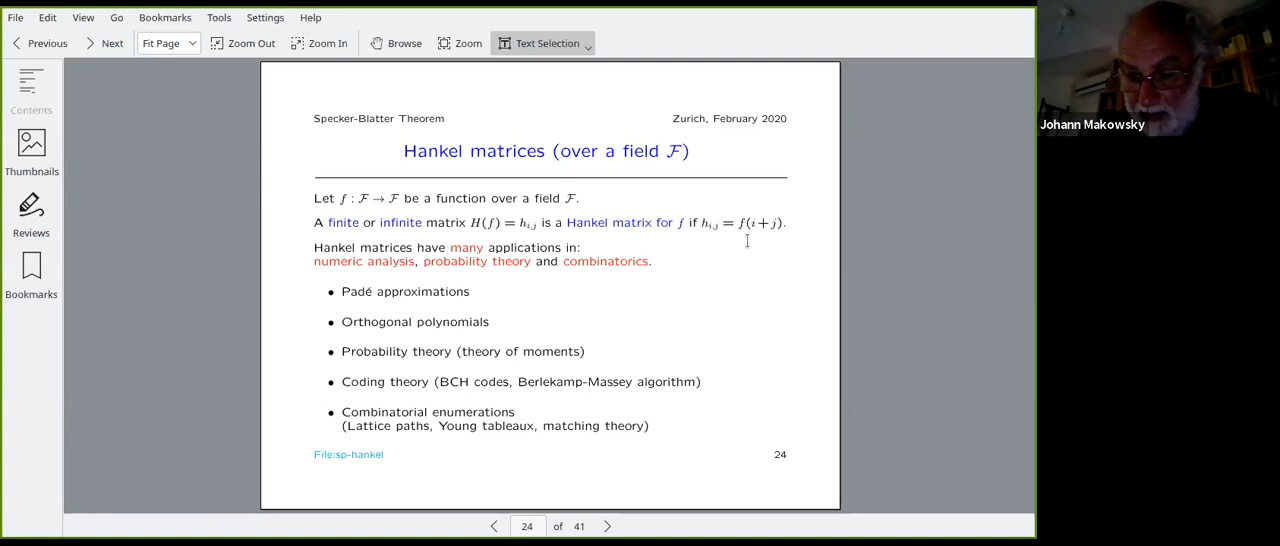 File Edit View Go Bookmarks Tools Settings Help
Previous Next Fit Page Zoom Out Zoom In Browse Zoom Text Selection
Contents
Thumbnails
Reviews
Bookmarks
Specker-Blatter Theorem Zurich, February 2020
Hankel matrices (over a field ℱ)
Let f : ℱ → ℱ be a function over a field ℱ.
A finite or infinite matrix H(f) = h_{i,j} is a Hankel matrix for f if h_{i,j} = f(i+j).
Hankel matrices have many applications in:
numeric analysis, probability theory and combinatorics.
• Padé approximations
• Orthogonal polynomials
• Probability theory (theory of moments)
• Coding theory (BCH codes, Berlekamp-Massey algorithm)
• Combinatorial enumerations
(Lattice paths, Young tableaux, matching theory)
File:sp-hankel 24
24 of 41
Johann Makowsky